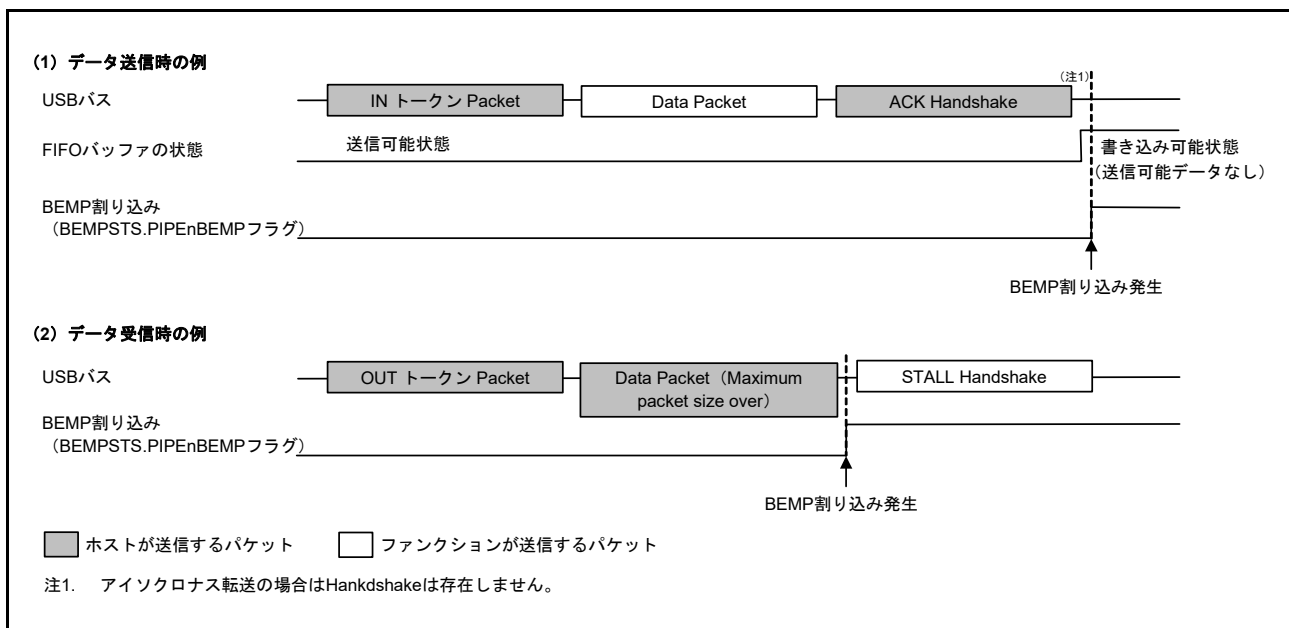 (1) データ送信時の例
(注1)
USBバス
IN トークン Packet
Data Packet
ACK Handshake
FIFOバッファの状態
送信可能状態
書き込み可能状態
(送信可能データなし)
BEMP割り込み
(BEMPSTS.PIPEnBEMPフラグ)
BEMP割り込み発生
(2) データ受信時の例
USBバス
OUT トークン Packet
Data Packet (Maximum
packet size over)
STALL Handshake
BEMP割り込み
(BEMPSTS.PIPEnBEMPフラグ)
BEMP割り込み発生
ホストが送信するパケット
ファンクションが送信するパケット
注1. アイソクロナス転送の場合はHankdshakeは存在しません。